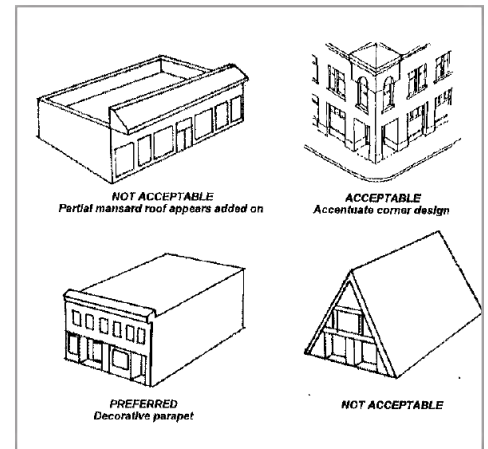 NOT ACCEPTABLE
Partial mansard roof appears added on
ACCEPTABLE
Accentuate corner design
PREFERRED
Decorative parapet
NOT ACCEPTABLE